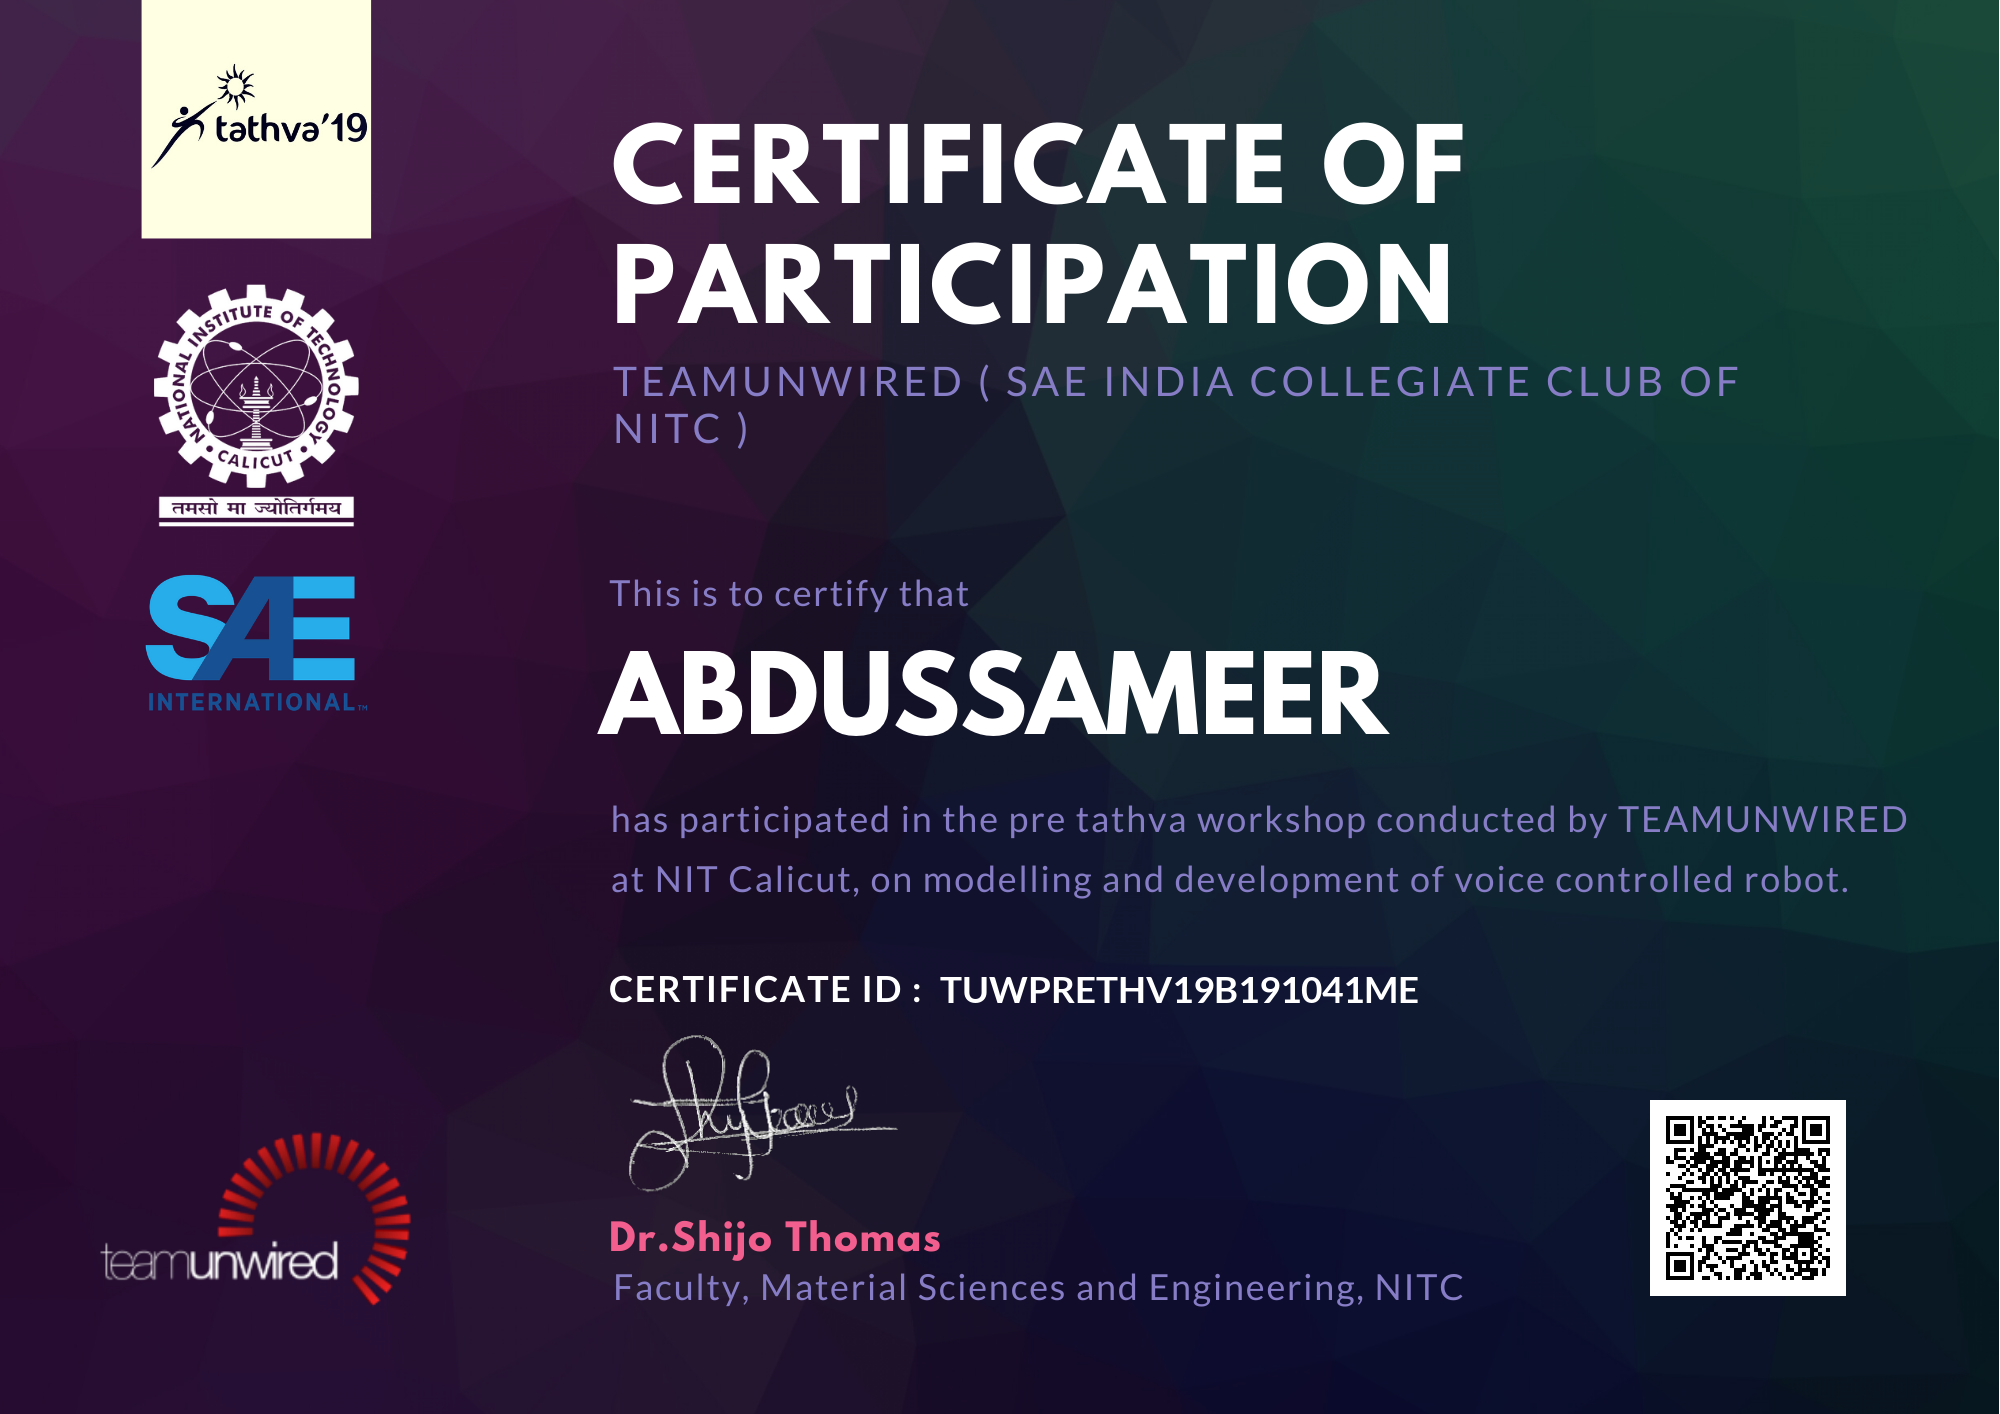 tathva'19
NATIONAL INSTITUTE OF TECHNOLOGY
• CALICUT •
तमसो मा ज्योतिर्गमय
SAE
INTERNATIONAL™
CERTIFICATE OF
PARTICIPATION
TEAMUNWIRED ( SAE INDIA COLLEGIATE CLUB OF
NITC )
This is to certify that
ABDUSSAMEER
has participated in the pre tathva workshop conducted by TEAMUNWIRED
at NIT Calicut, on modelling and development of voice controlled robot.
CERTIFICATE ID : TUWPRETHV19B191041ME
Dr.Shijo Thomas
Faculty, Material Sciences and Engineering, NITC
teamunwired